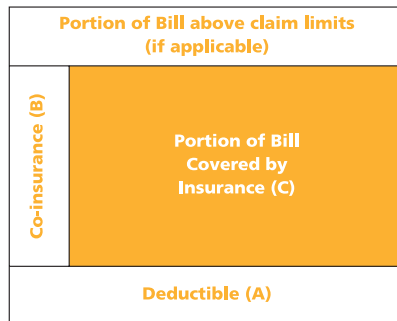 Portion of Bill above claim limits
(if applicable)
Co-insurance (B)
Portion of Bill
Covered by
Insurance (C)
Deductible (A)